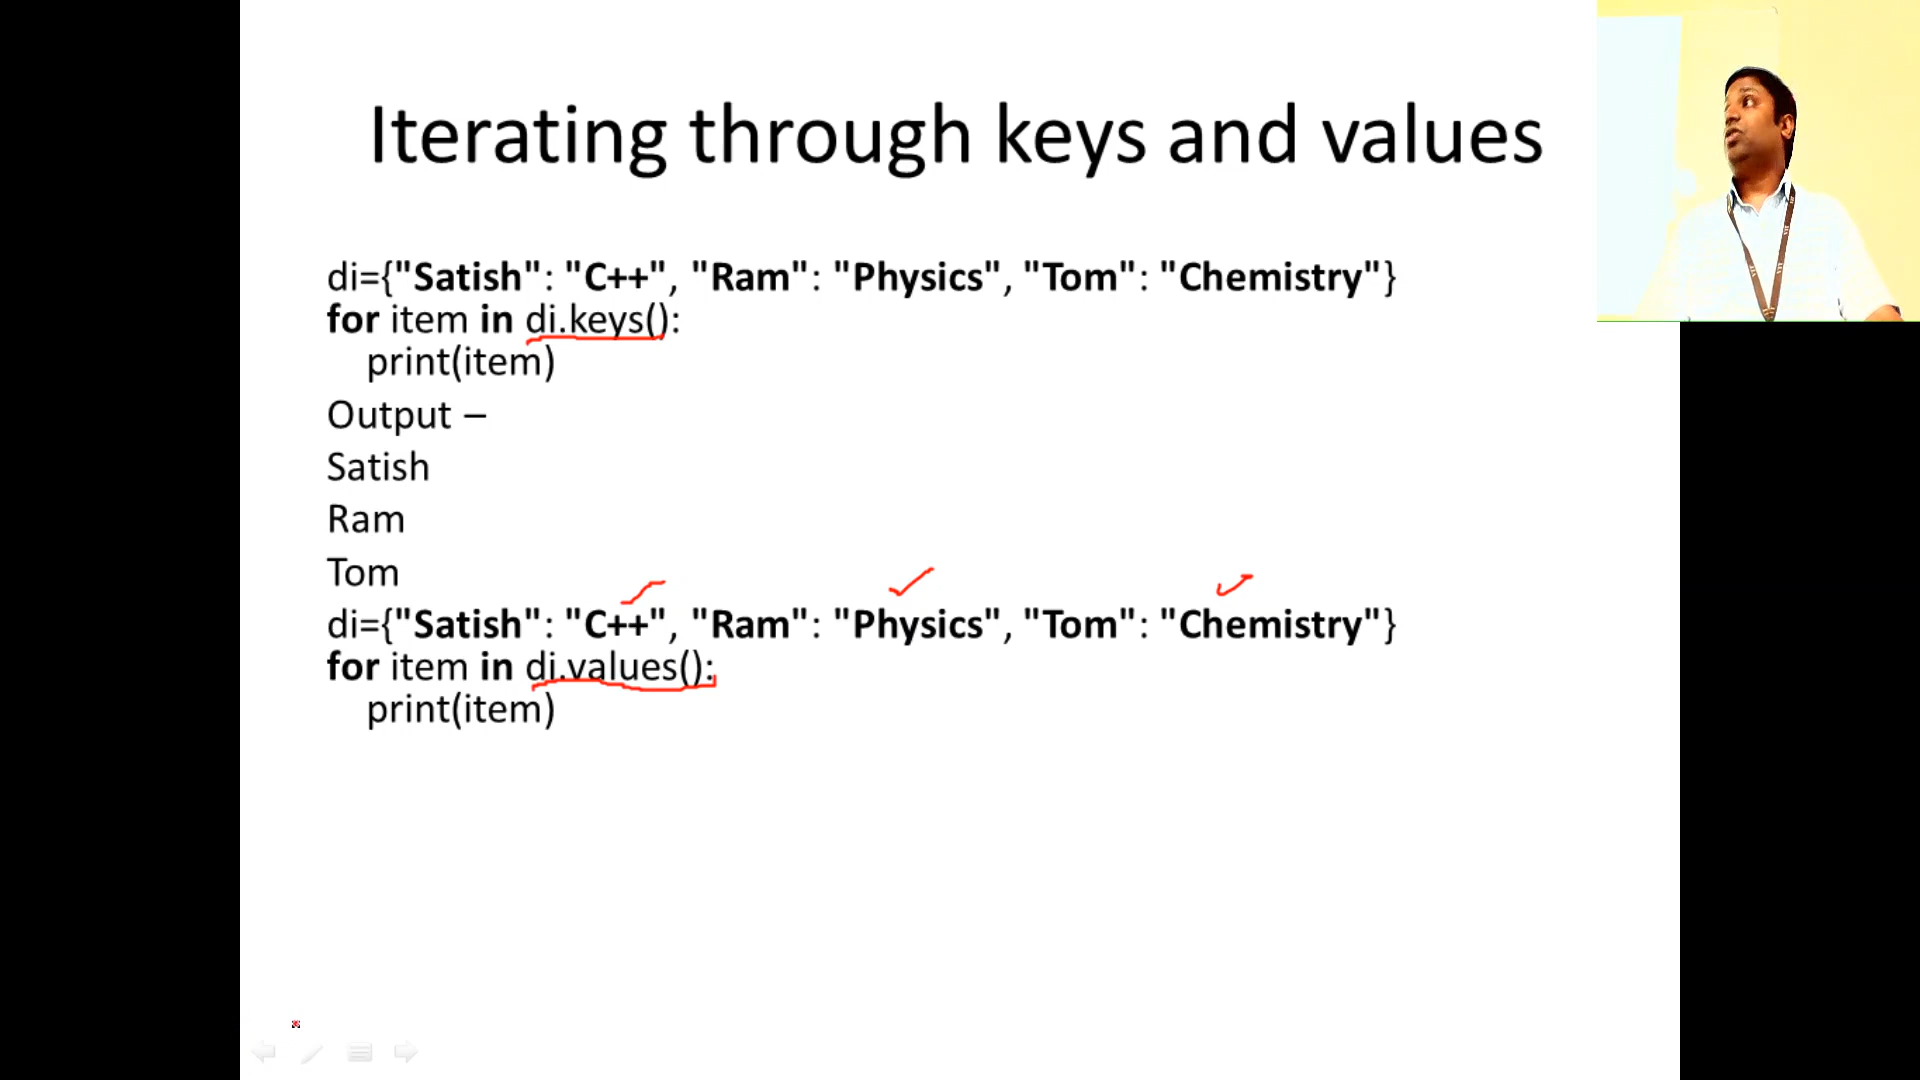 Iterating through keys and values
di={"Satish": "C++", "Ram": "Physics", "Tom": "Chemistry"}
for item in di.keys():
    print(item)
Output –
Satish
Ram
Tom
di={"Satish": "C++", "Ram": "Physics", "Tom": "Chemistry"}
for item in di.values():
    print(item)